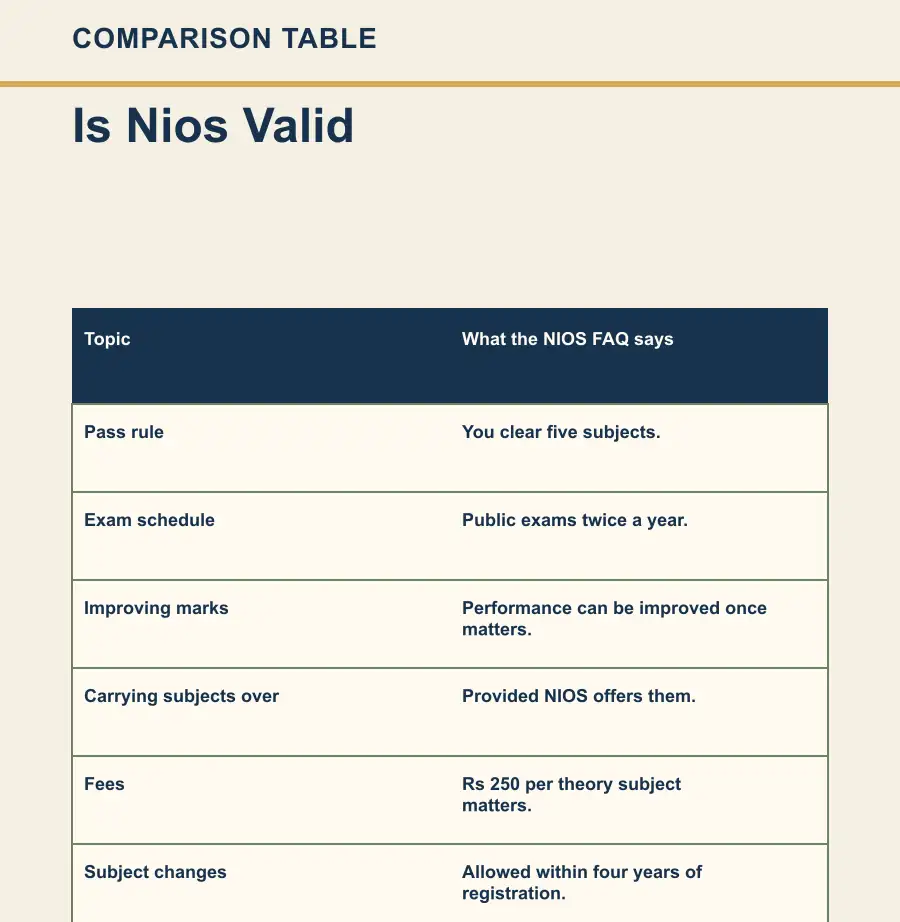 COMPARISON TABLE
Is Nios Valid
Topic
What the NIOS FAQ says
Pass rule
You clear five subjects.
Exam schedule
Public exams twice a year.
Improving marks
Performance can be improved once
matters.
Carrying subjects over
Provided NIOS offers them.
Fees
Rs 250 per theory subject
matters.
Subject changes
Allowed within four years of
registration.